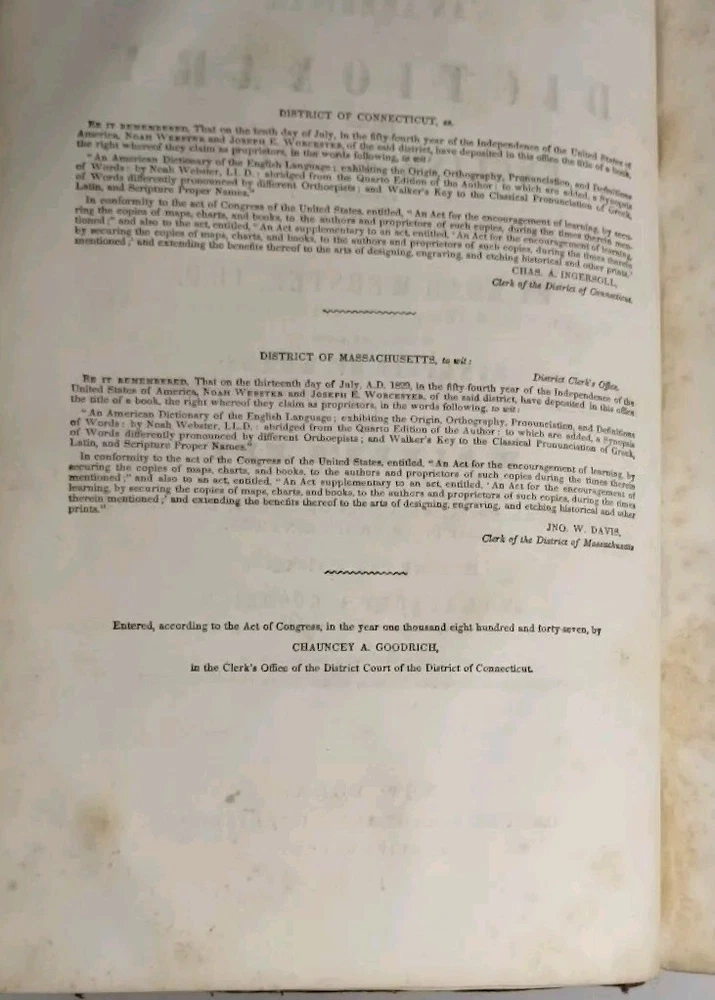 DICTIONARY
DISTRICT OF CONNECTICUT, ss.
BE IT REMEMBERED, That on the tenth day of July, in the fifty-fourth year of the Independence of the United States of
America, NOAH WEBSTER and JOSEPH E. WORCESTER, of the said district, have deposited in this office the title of a book,
the right whereof they claim as proprietors, in the words following, to wit:
"An American Dictionary of the English Language; exhibiting the Origin, Orthography, Pronunciation, and Definitions
of Words: by Noah Webster, LL.D.: abridged from the Quarto Edition of the Author: to which are added, a Synopsis
of Words differently pronounced by different Orthoepists; and Walker's Key to the Classical Pronunciation of Greek,
Latin, and Scripture Proper Names."
In conformity to the act of Congress of the United States, entitled, "An Act for the encouragement of learning, by secu-
ring the copies of maps, charts, and books, to the authors and proprietors of such copies, during the times therein men-
tioned;" and also to the act, entitled, "An Act supplementary to an act, entitled, 'An Act for the encouragement of learning,
by securing the copies of maps, charts, and books, to the authors and proprietors of such copies, during the times therein
mentioned;' and extending the benefits thereof to the arts of designing, engraving, and etching historical and other prints."
CHAS. A. INGERSOLL,
Clerk of the District of Connecticut.
DISTRICT OF MASSACHUSETTS, to wit:
District Clerk's Office.
BE IT REMEMBERED, That on the thirteenth day of July, A.D. 1829, in the fifty-fourth year of the Independence of the
United States of America, NOAH WEBSTER and JOSEPH E. WORCESTER, of the said district, have deposited in this office
the title of a book, the right whereof they claim as proprietors, in the words following, to wit:
"An American Dictionary of the English Language; exhibiting the Origin, Orthography, Pronunciation, and Definitions
of Words: by Noah Webster, LL.D.: abridged from the Quarto Edition of the Author: to which are added, a Synopsis
of Words differently pronounced by different Orthoepists; and Walker's Key to the Classical Pronunciation of Greek,
Latin, and Scripture Proper Names."
In conformity to the act of the Congress of the United States, entitled, "An Act for the encouragement of learning, by
securing the copies of maps, charts, and books, to the authors and proprietors of such copies during the times therein
mentioned;" and also to an act, entitled, "An Act supplementary to an act, entitled, 'An Act for the encouragement of
learning, by securing the copies of maps, charts, and books, to the authors and proprietors of such copies, during the times
therein mentioned;' and extending the benefits thereof to the arts of designing, engraving, and etching historical and other
prints."
JNO. W. DAVIS,
Clerk of the District of Massachusetts
Entered, according to the Act of Congress, in the year one thousand eight hundred and forty-seven, by
CHAUNCEY A. GOODRICH,
in the Clerk's Office of the District Court of the District of Connecticut.